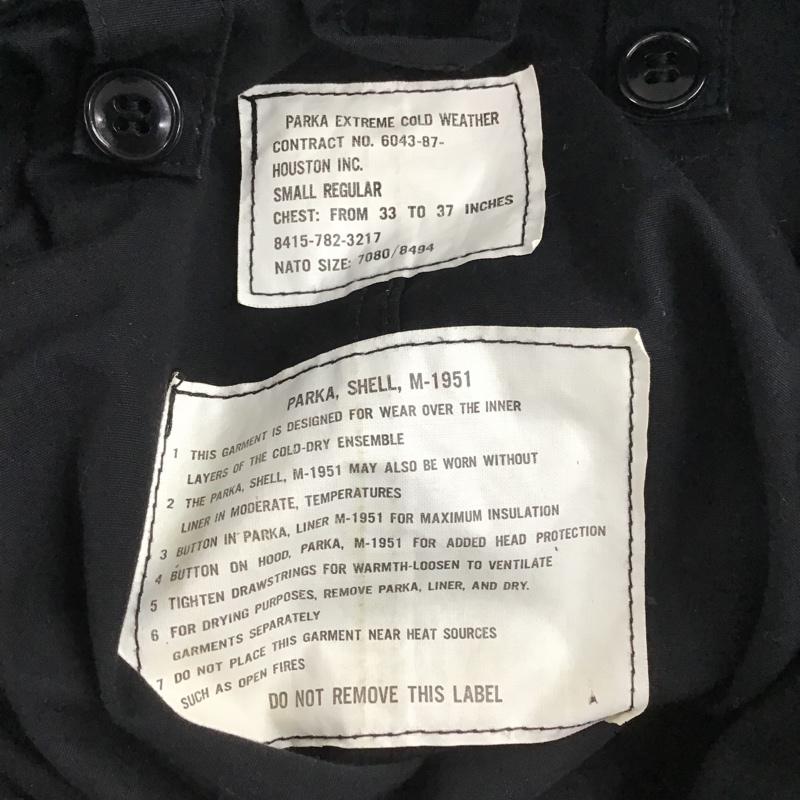 PARKA EXTREME COLD WEATHER
CONTRACT NO. 6043-87-
HOUSTON INC.
SMALL REGULAR
CHEST: FROM 33 TO 37 INCHES
8415-782-3217
NATO SIZE: 7080/8494
PARKA, SHELL, M-1951
1 THIS GARMENT IS DESIGNED FOR WEAR OVER THE INNER
LAYERS OF THE COLD-DRY ENSEMBLE
2 THE PARKA, SHELL, M-1951 MAY ALSO BE WORN WITHOUT
LINER IN MODERATE, TEMPERATURES
3 BUTTON IN PARKA, LINER M-1951 FOR MAXIMUM INSULATION
4 BUTTON ON HOOD, PARKA, M-1951 FOR ADDED HEAD PROTECTION
5 TIGHTEN DRAWSTRINGS FOR WARMTH-LOOSEN TO VENTILATE
6 FOR DRYING PURPOSES, REMOVE PARKA, LINER, AND DRY.
GARMENTS SEPARATELY
7 DO NOT PLACE THIS GARMENT NEAR HEAT SOURCES
SUCH AS OPEN FIRES
DO NOT REMOVE THIS LABEL